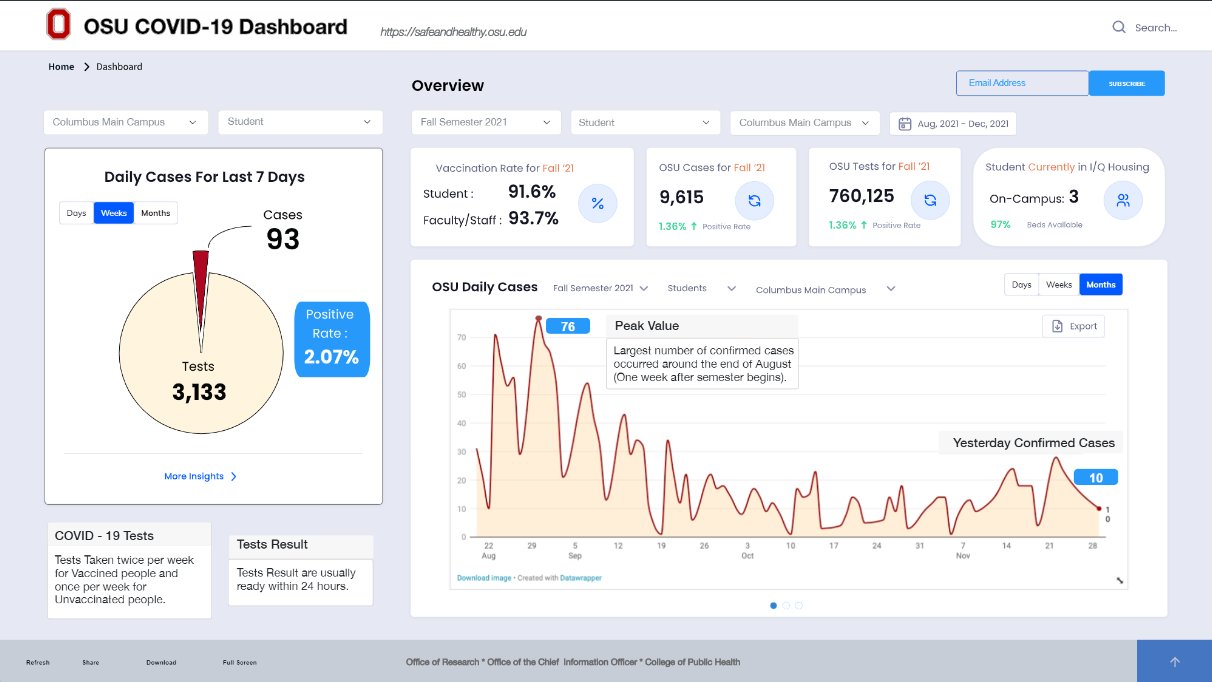 OSU COVID-19 Dashboard
https://safeandhealthy.osu.edu
Search...
Home > Dashboard
Overview
Email Address
SUBSCRIBE
Columbus Main Campus
Student
Fall Semester 2021
Student
Columbus Main Campus
Aug, 2021 - Dec, 2021
Daily Cases For Last 7 Days
Days
Weeks
Months
Cases
93
Positive
Rate :
2.07%
Tests
3,133
More Insights >
Vaccination Rate for Fall '21
Student : 91.6%
Faculty/Staff : 93.7%
%
OSU Cases for Fall '21
9,615
1.36% ↑ Positive Rate
OSU Tests for Fall '21
760,125
1.36% ↑ Positive Rate
Student Currently in I/Q Housing
On-Campus: 3
97% Beds Available
OSU Daily Cases
Fall Semester 2021
Students
Columbus Main Campus
Days
Weeks
Months
76
Peak Value
Largest number of confirmed cases
occurred around the end of August
(One week after semester begins).
Export
Yesterday Confirmed Cases
10
70
60
50
40
30
20
10
0
1
0
22 29 5 12 19 26 3 10 17 24 31 7 14 21 28
Aug Sep Oct Nov
Download image • Created with Datawrapper
COVID - 19 Tests
Tests Taken twice per week
for Vaccined people and
once per week for
Unvaccinated people.
Tests Result
Tests Result are usually
ready within 24 hours.
Refresh
Share
Download
Full Screen
Office of Research * Office of the Chief Information Officer * College of Public Health